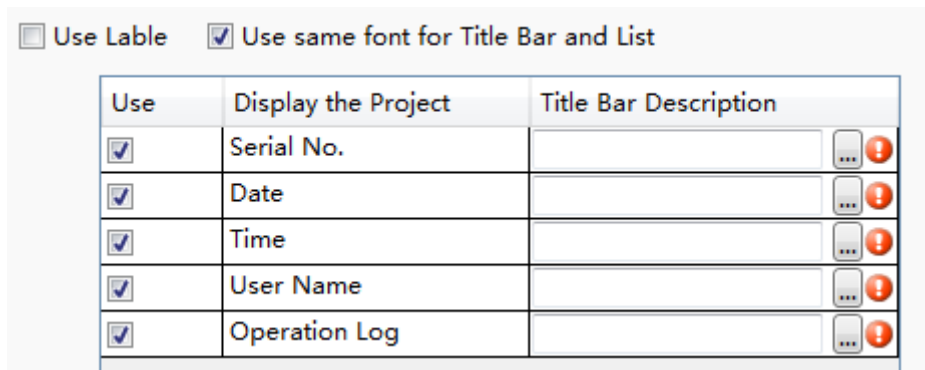 Use Lable Use same font for Title Bar and List
Use Display the Project Title Bar Description
Serial No. ...
Date ...
Time ...
User Name ...
Operation Log ...